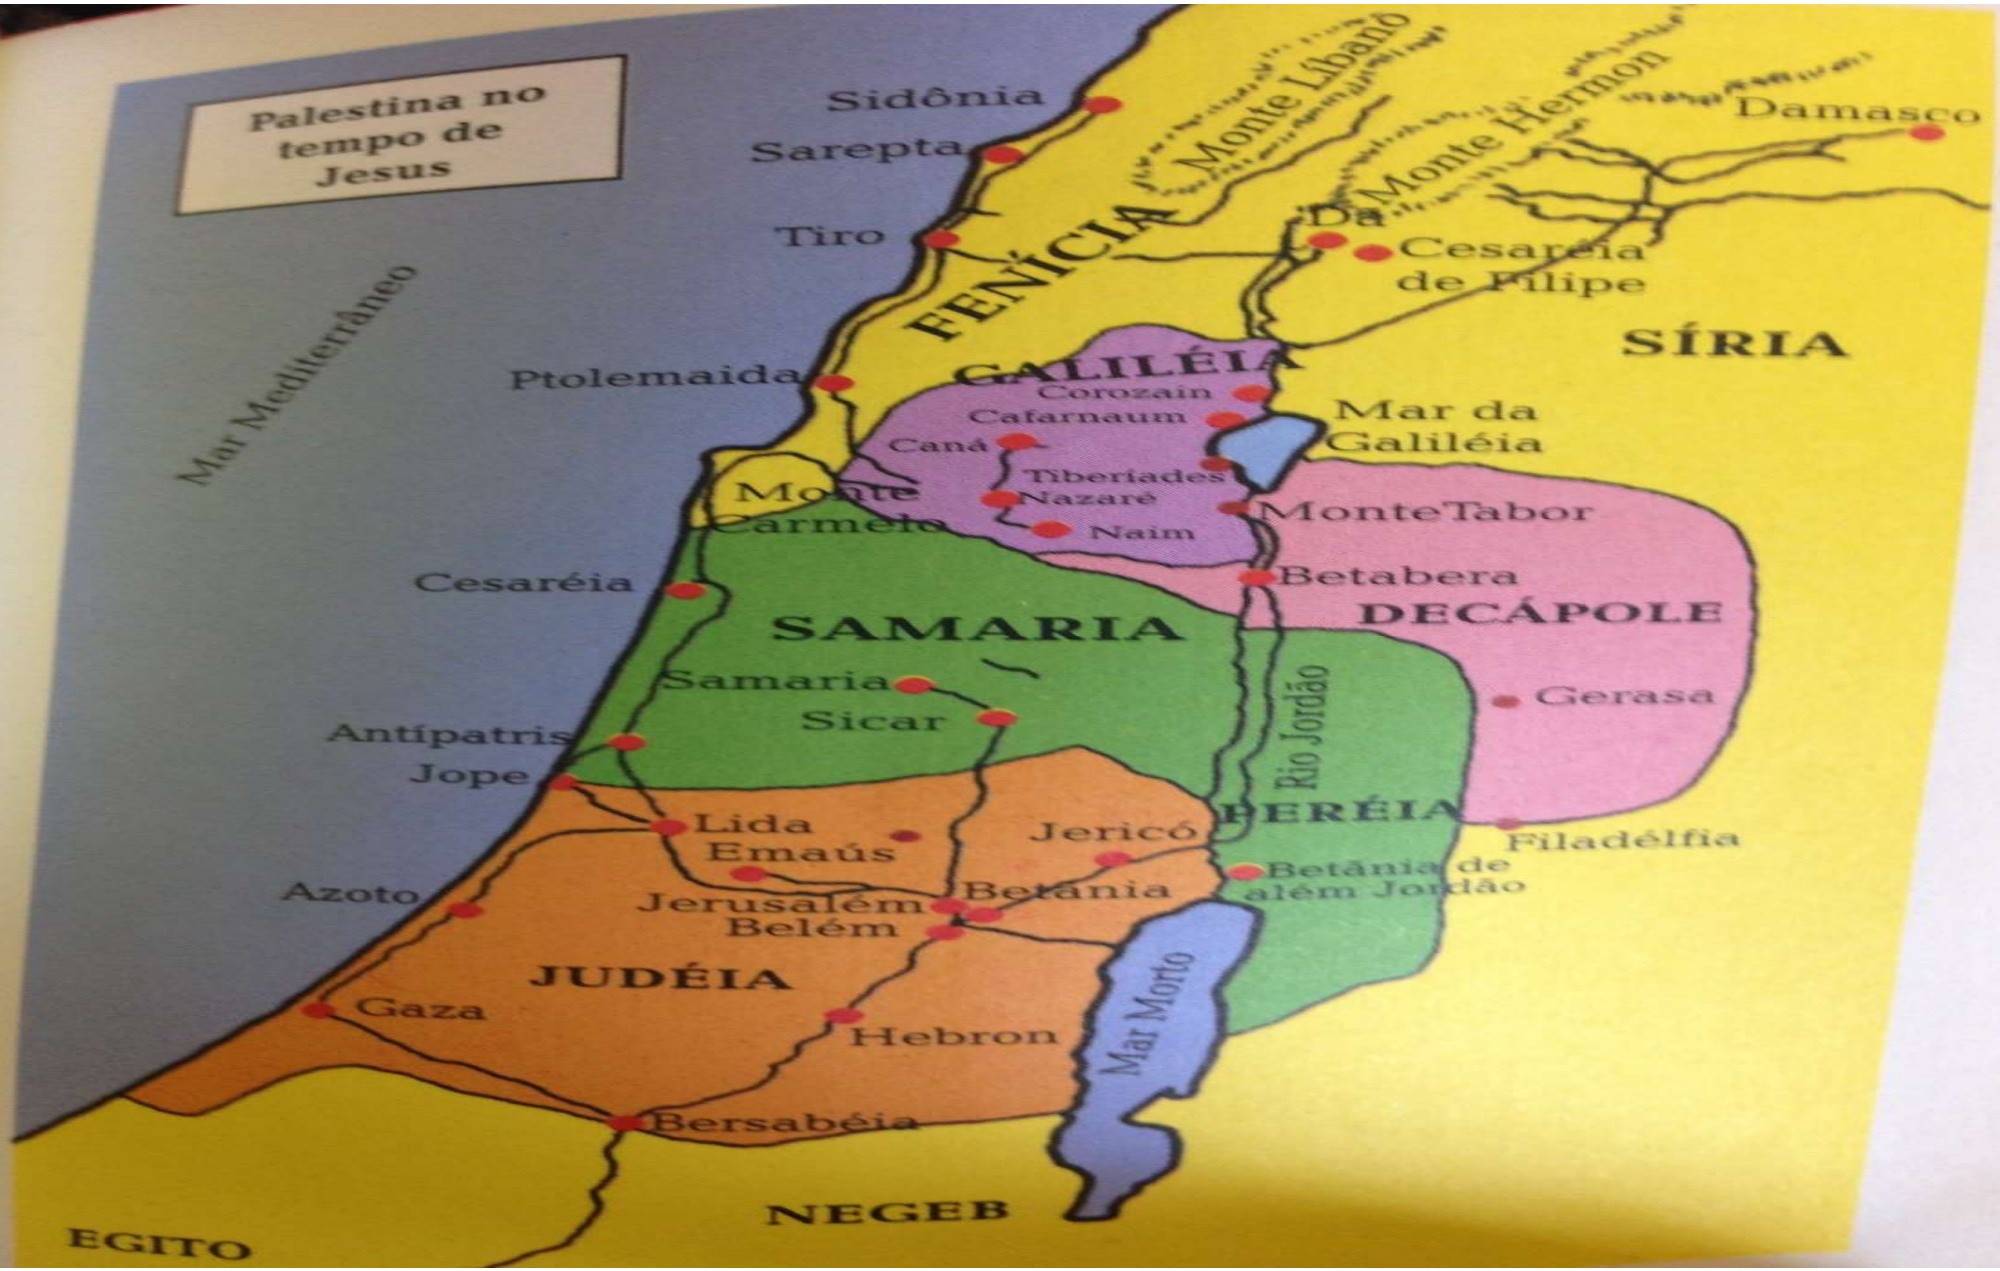 Palestina no
tempo de
Jesus
Monte Líbano
Monte Hermon
Damasco
Sidônia
Sarepta
Tiro
FENÍCIA
Dã
Cesaréia
de Filipe
SÍRIA
Mar Mediterrâneo
Ptolemaida
GALILÉIA
Corozain
Cafarnaum
Caná
Tiberíades
Nazaré
Naim
Mar da
Galiléia
Monte
Carmelo
Monte Tabor
Betabera
DECÁPOLE
Cesaréia
SAMARIA
Samaria
Sicar
Rio Jordão
Gerasa
Antípatris
Jope
Lida
Emaús
Jericó
PERÉIA
Filadélfia
Betânia de
além Jordão
Azoto
Jerusalém
Betânia
Belém
JUDÉIA
Gaza
Hebron
Mar Morto
Bersabéia
NEGEB
EGITO